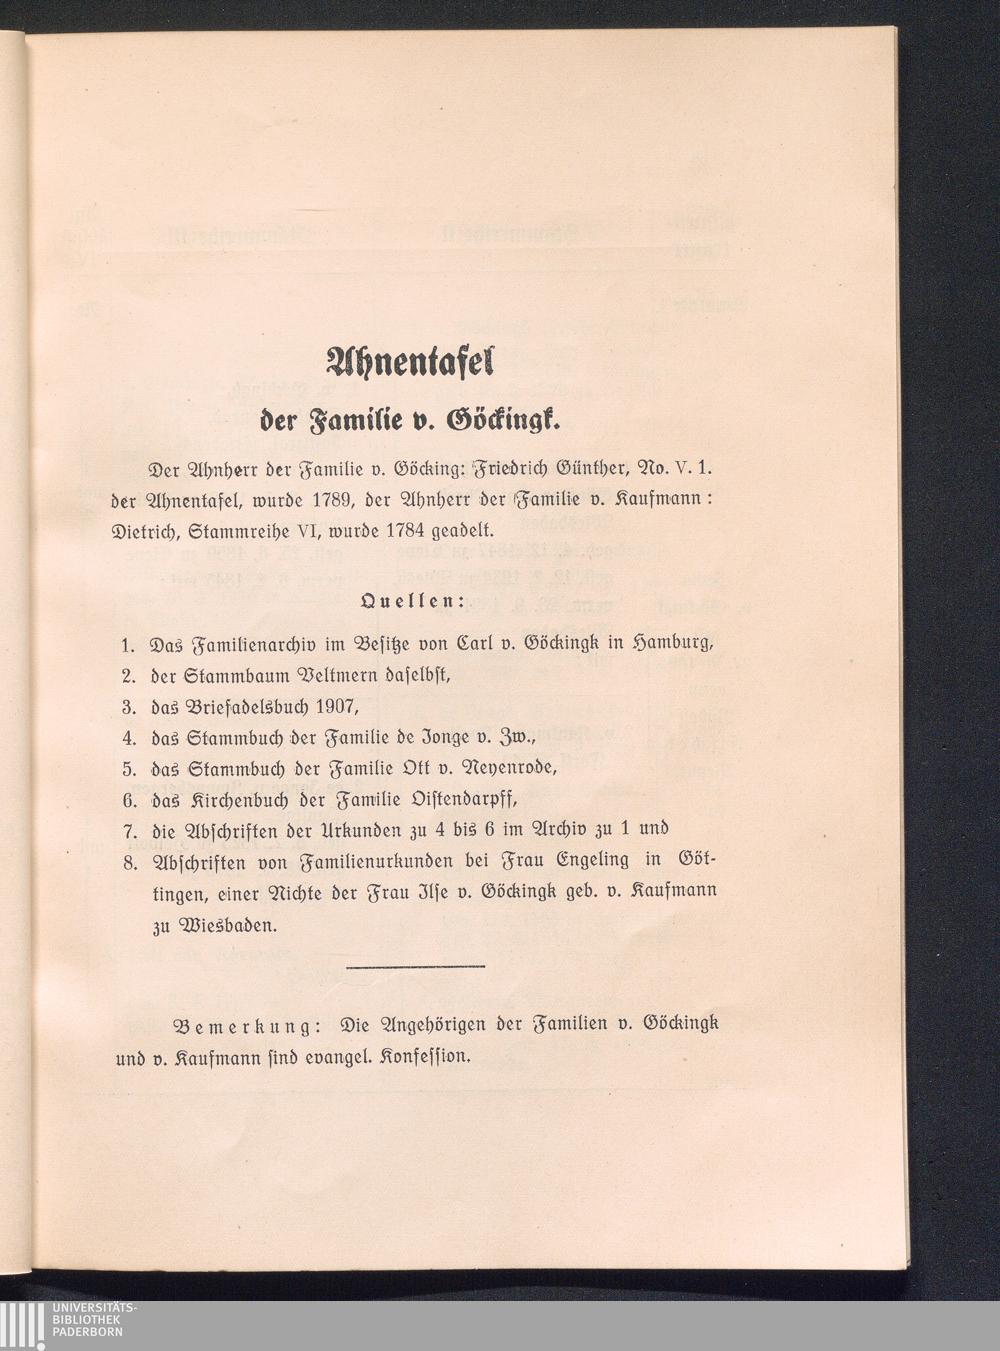 Ahnentafel
der Familie v. Göckingk.
Der Ahnherr der Familie v. Göcking: Friedrich Günther, No. V. 1.
der Ahnentafel, wurde 1789, der Ahnherr der Familie v. Kaufmann:
Dietrich, Stammreihe VI, wurde 1784 geadelt.
Quellen:
1. Das Familienarchiv im Besitze von Carl v. Göckingk in Hamburg,
2. der Stammbaum Veltmern daselbst,
3. das Briefadelsbuch 1907,
4. das Stammbuch der Familie de Jonge v. Zw.,
5. das Stammbuch der Familie Ott v. Neyenrode,
6. das Kirchenbuch der Familie Oistendarpff,
7. die Abschriften der Urkunden zu 4 bis 6 im Archiv zu 1 und
8. Abschriften von Familienurkunden bei Frau Engeling in Göt-
tingen, einer Nichte der Frau Ilse v. Göckingk geb. v. Kaufmann
zu Wiesbaden.
Bemerkung: Die Angehörigen der Familien v. Göckingk
und v. Kaufmann sind evangel. Konfession.
UNIVERSITÄTS-
BIBLIOTHEK
PADERBORN